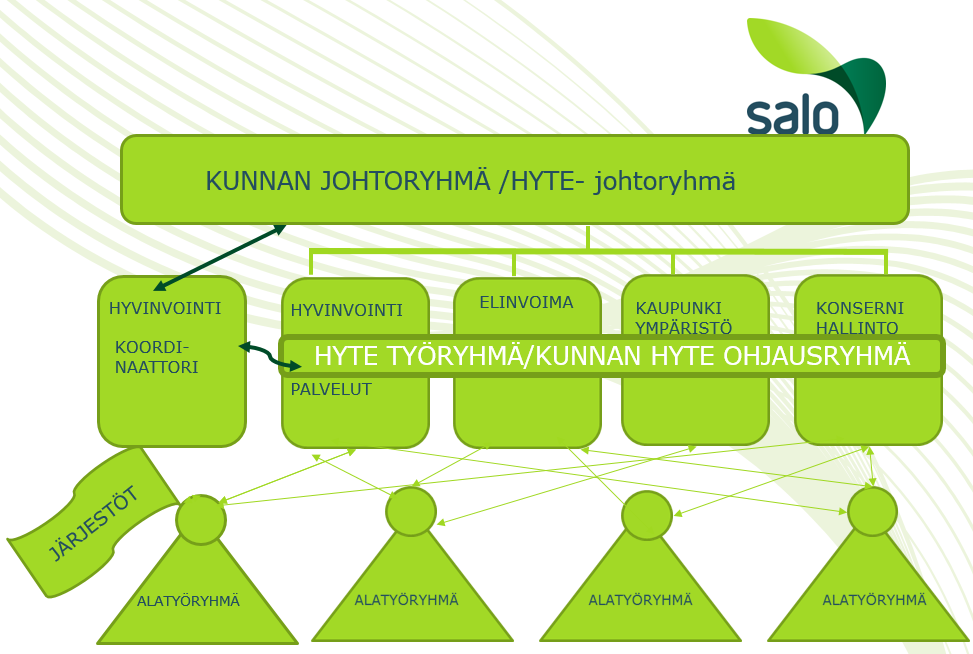 salo
KUNNAN JOHTORYHMÄ /HYTE- johtoryhmä
HYVINVOINTI
KOORDI-
NAATTORI
HYVINVOINTI
PALVELUT
ELINVOIMA
KAUPUNKI
YMPÄRISTÖ
KONSERNI
HALLINTO
HYTE TYÖRYHMÄ/KUNNAN HYTE OHJAUSRYHMÄ
JÄRJESTÖT
ALATYÖRYHMÄ
ALATYÖRYHMÄ
ALATYÖRYHMÄ
ALATYÖRYHMÄ